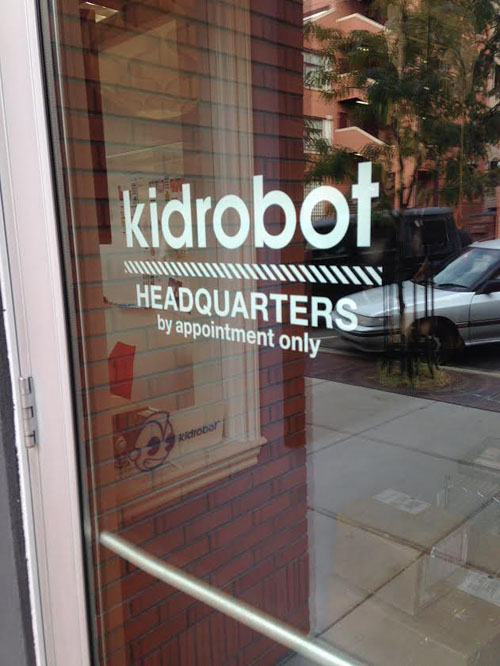 kidrobot
HEADQUARTERS
by appointment only
kidrobot